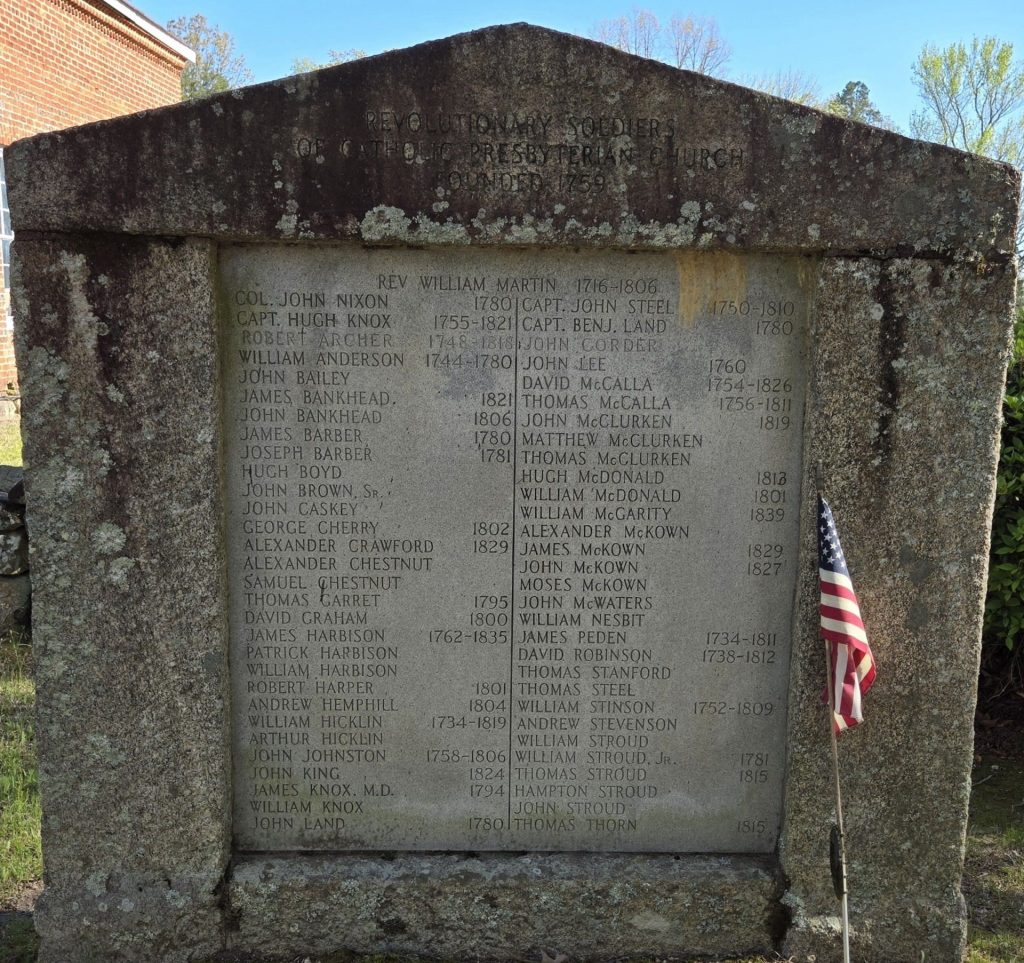 REVOLUTIONARY SOLDIERS
OF CATHOLIC PRESBYTERIAN CHURCH
FOUNDED 1759
REV WILLIAM MARTIN 1716-1806
COL. JOHN NIXON 1780
CAPT. HUGH KNOX 1755-1821
ROBERT ARCHER 1748-1818
WILLIAM ANDERSON 1744-1780
JOHN BAILEY
JAMES BANKHEAD. 1821
JOHN BANKHEAD 1806
JAMES BARBER 1780
JOSEPH BARBER 1781
HUGH BOYD
JOHN BROWN, SR.
JOHN CASKEY
GEORGE CHERRY 1802
ALEXANDER CRAWFORD 1829
ALEXANDER CHESTNUT
SAMUEL CHESTNUT
THOMAS GARRET 1795
DAVID GRAHAM 1800
JAMES HARBISON 1762-1835
PATRICK HARBISON
WILLIAM HARBISON
ROBERT HARPER 1801
ANDREW HEMPHILL 1804
WILLIAM HICKLIN 1734-1819
ARTHUR HICKLIN
JOHN JOHNSTON 1758-1806
JOHN KING 1824
JAMES KNOX. M.D. 1794
WILLIAM KNOX
JOHN LAND 1780
CAPT. JOHN STEEL 1750-1810
CAPT. BENJ. LAND 1780
JOHN CORDER
JOHN LEE 1760
DAVID McCALLA 1754-1826
THOMAS McCALLA 1756-1811
JOHN McCLURKEN 1819
MATTHEW McCLURKEN
THOMAS McCLURKEN
HUGH McDONALD 1813
WILLIAM McDONALD 1801
WILLIAM McGARITY 1839
ALEXANDER McKOWN
JAMES McKOWN 1829
JOHN McKOWN 1827
MOSES McKOWN
JOHN McWATERS
WILLIAM NESBIT
JAMES PEDEN 1734-1811
DAVID ROBINSON 1738-1812
THOMAS STANFORD
THOMAS STEEL
WILLIAM STINSON 1752-1809
ANDREW STEVENSON
WILLIAM STROUD
WILLIAM STROUD, JR. 1781
THOMAS STROUD 1815
HAMPTON STROUD
JOHN STROUD
THOMAS THORN 1815